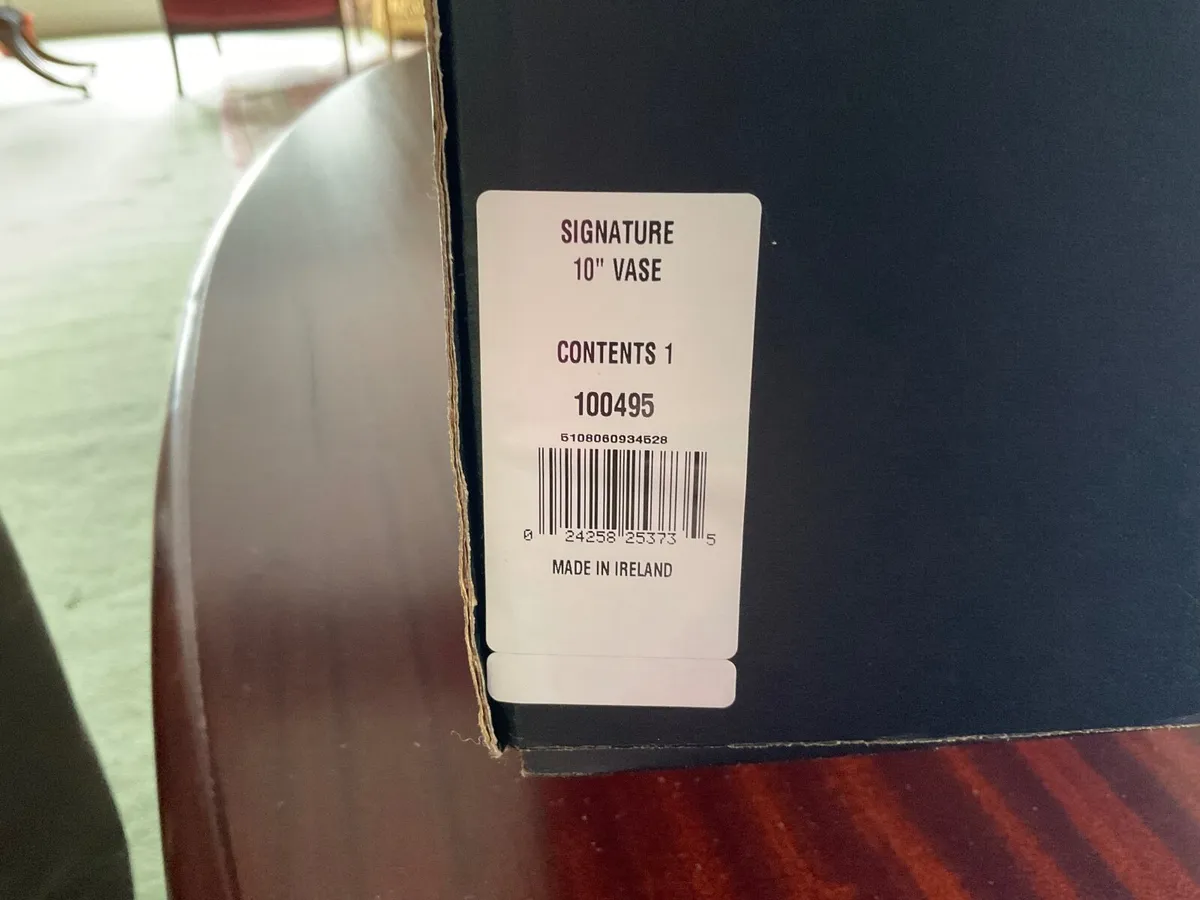 SIGNATURE
10" VASE
CONTENTS 1
100495
5108060934528
0 24258 25373 5
MADE IN IRELAND